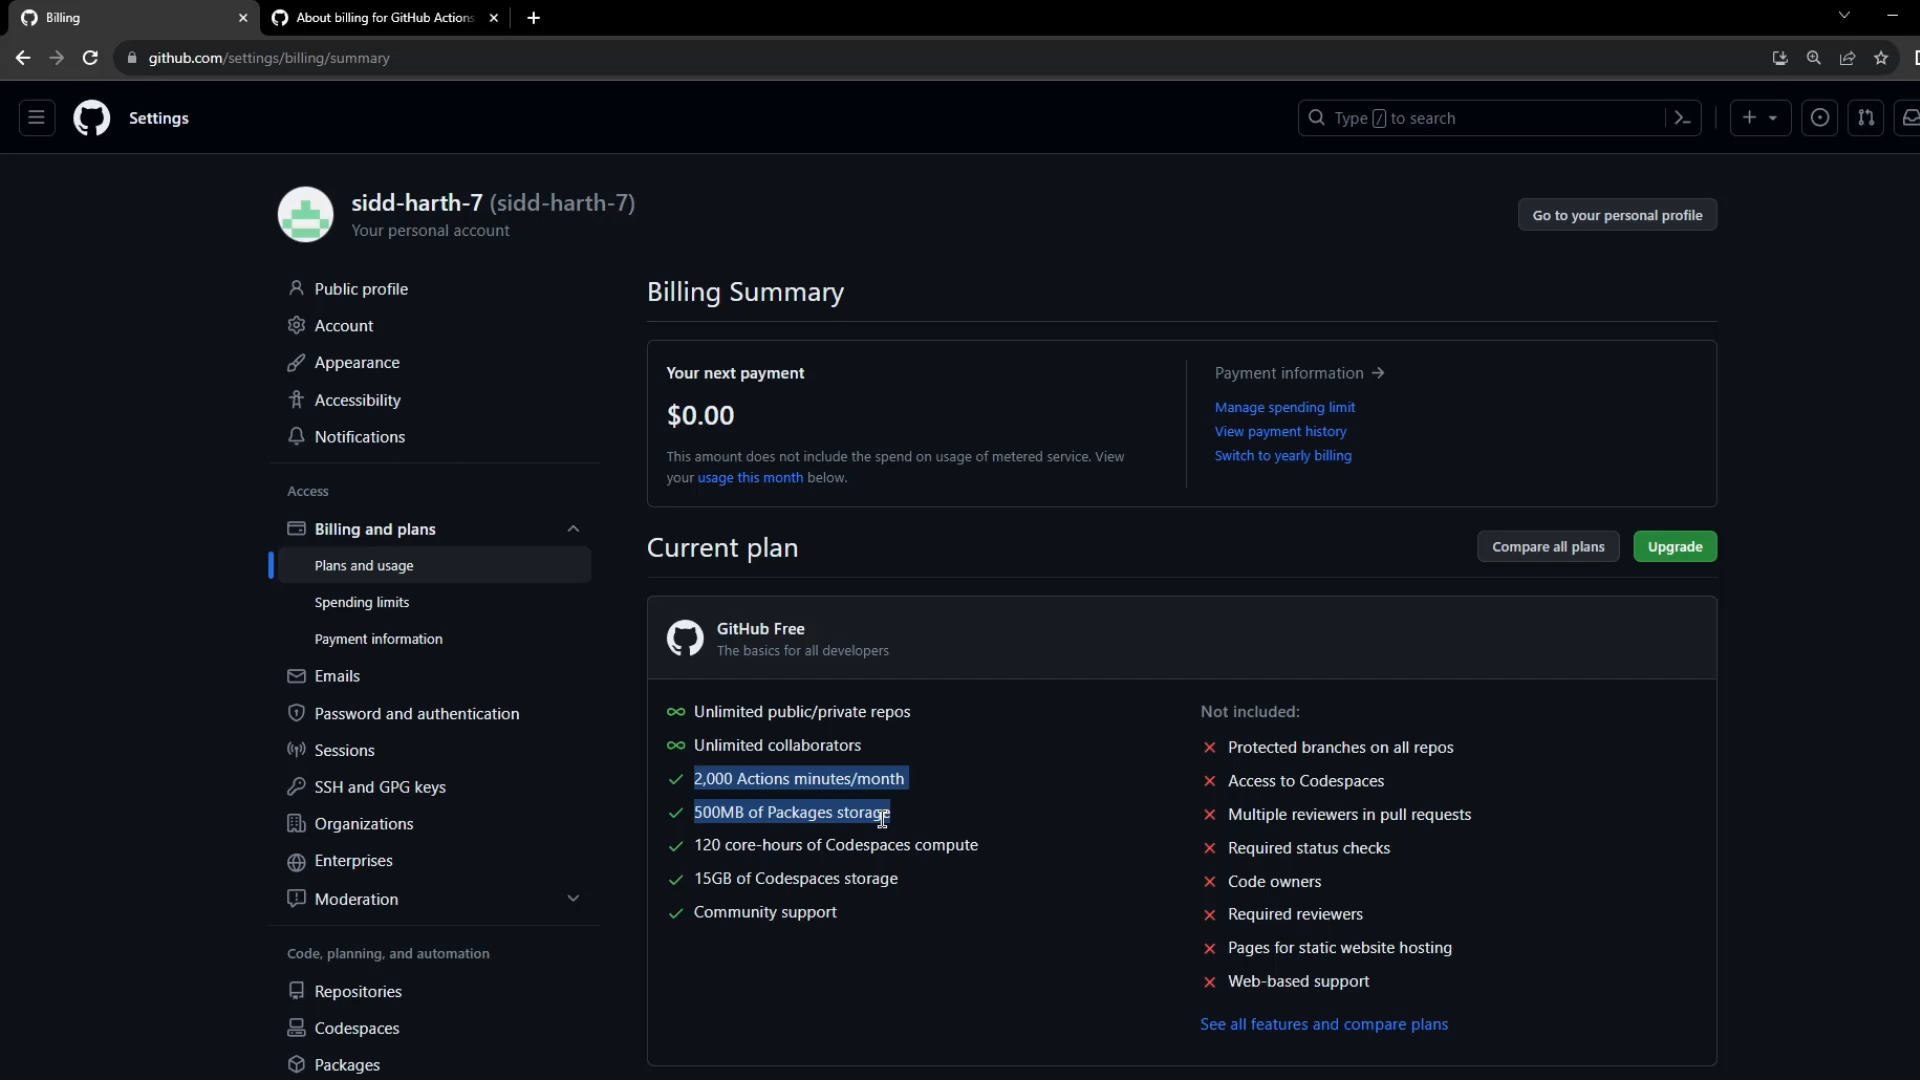 Billing
About billing for GitHub Actions
github.com/settings/billing/summary
Settings
Type / to search
sidd-harth-7 (sidd-harth-7)
Your personal account
Go to your personal profile
Public profile
Account
Appearance
Accessibility
Notifications
Access
Billing and plans
Plans and usage
Spending limits
Payment information
Emails
Password and authentication
Sessions
SSH and GPG keys
Organizations
Enterprises
Moderation
Code, planning, and automation
Repositories
Codespaces
Packages
Billing Summary
Your next payment
$0.00
This amount does not include the spend on usage of metered service. View
your usage this month below.
Payment information →
Manage spending limit
View payment history
Switch to yearly billing
Current plan
Compare all plans
Upgrade
GitHub Free
The basics for all developers
Unlimited public/private repos
Unlimited collaborators
2,000 Actions minutes/month
500MB of Packages storage
120 core-hours of Codespaces compute
15GB of Codespaces storage
Community support
Not included:
Protected branches on all repos
Access to Codespaces
Multiple reviewers in pull requests
Required status checks
Code owners
Required reviewers
Pages for static website hosting
Web-based support
See all features and compare plans